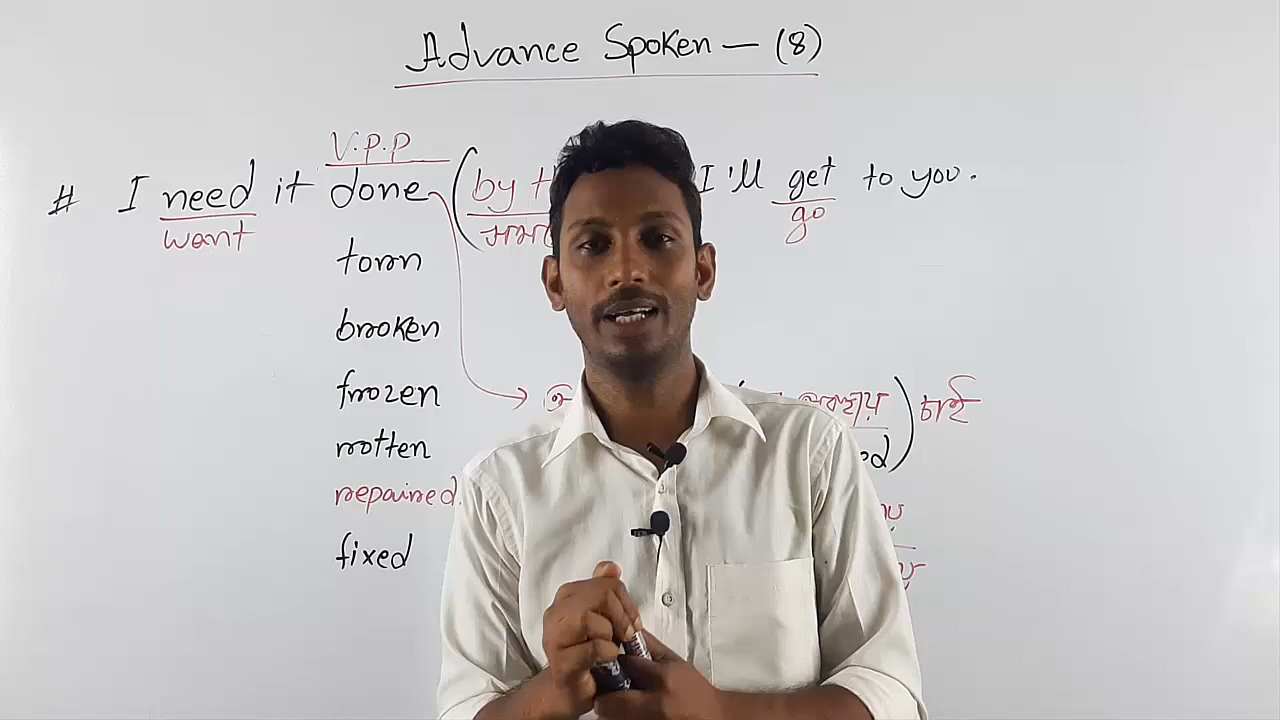 Advance Spoken — (8)
V.P.P
# I need it done (by I'll get to you.
want go
torn
broken
frozen
অবস্থায়) চাই
rotten
repaired.
fixed